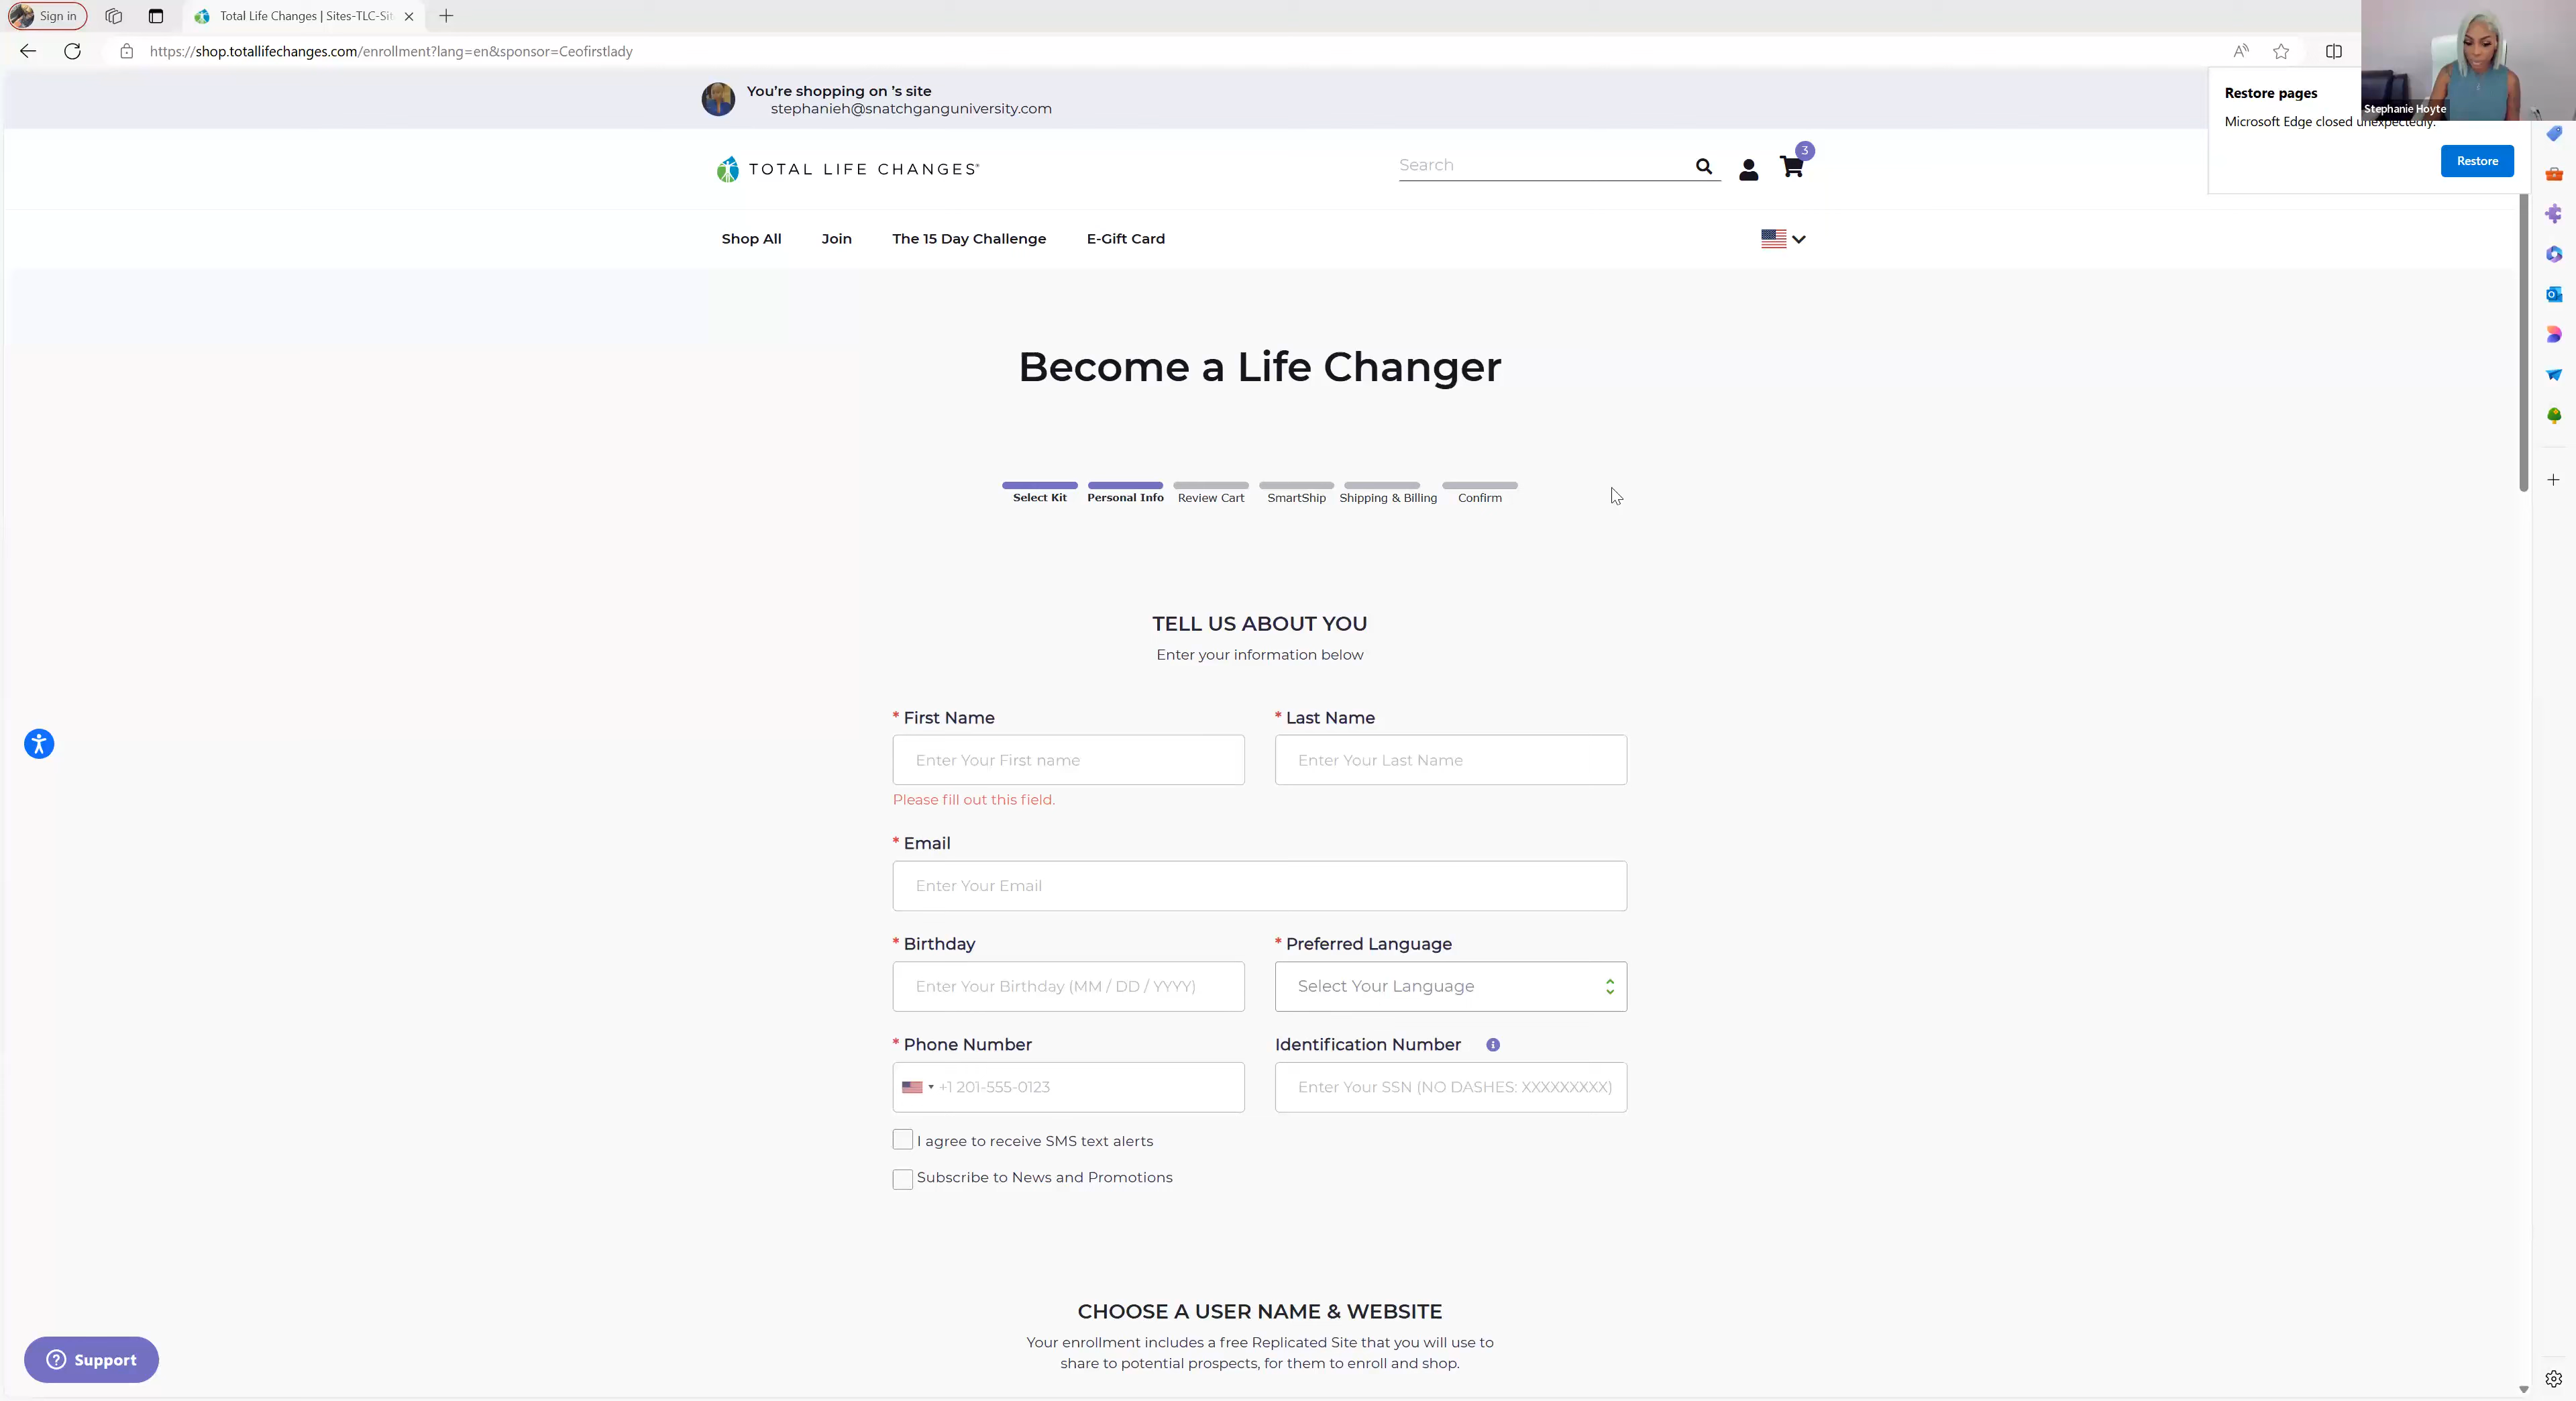 Sign in
Total Life Changes | Sites-TLC-Sit
https://shop.totallifechanges.com/enrollment?lang=en&sponsor=Ceofirstlady
You're shopping on 's site
stephanieh@snatchganguniversity.com
Restore pages
Microsoft Edge closed unexpectedly.
Restore
Stephanie Hoyte
TOTAL LIFE CHANGES
Search
3
Shop All
Join
The 15 Day Challenge
E-Gift Card
Become a Life Changer
Select Kit
Personal Info
Review Cart
SmartShip
Shipping & Billing
Confirm
TELL US ABOUT YOU
Enter your information below
* First Name
* Last Name
Enter Your First name
Enter Your Last Name
Please fill out this field.
* Email
Enter Your Email
* Birthday
* Preferred Language
Enter Your Birthday (MM / DD / YYYY)
Select Your Language
* Phone Number
Identification Number
+1 201-555-0123
Enter Your SSN (NO DASHES: XXXXXXXXX)
I agree to receive SMS text alerts
Subscribe to News and Promotions
CHOOSE A USER NAME & WEBSITE
Your enrollment includes a free Replicated Site that you will use to
share to potential prospects, for them to enroll and shop.
Support